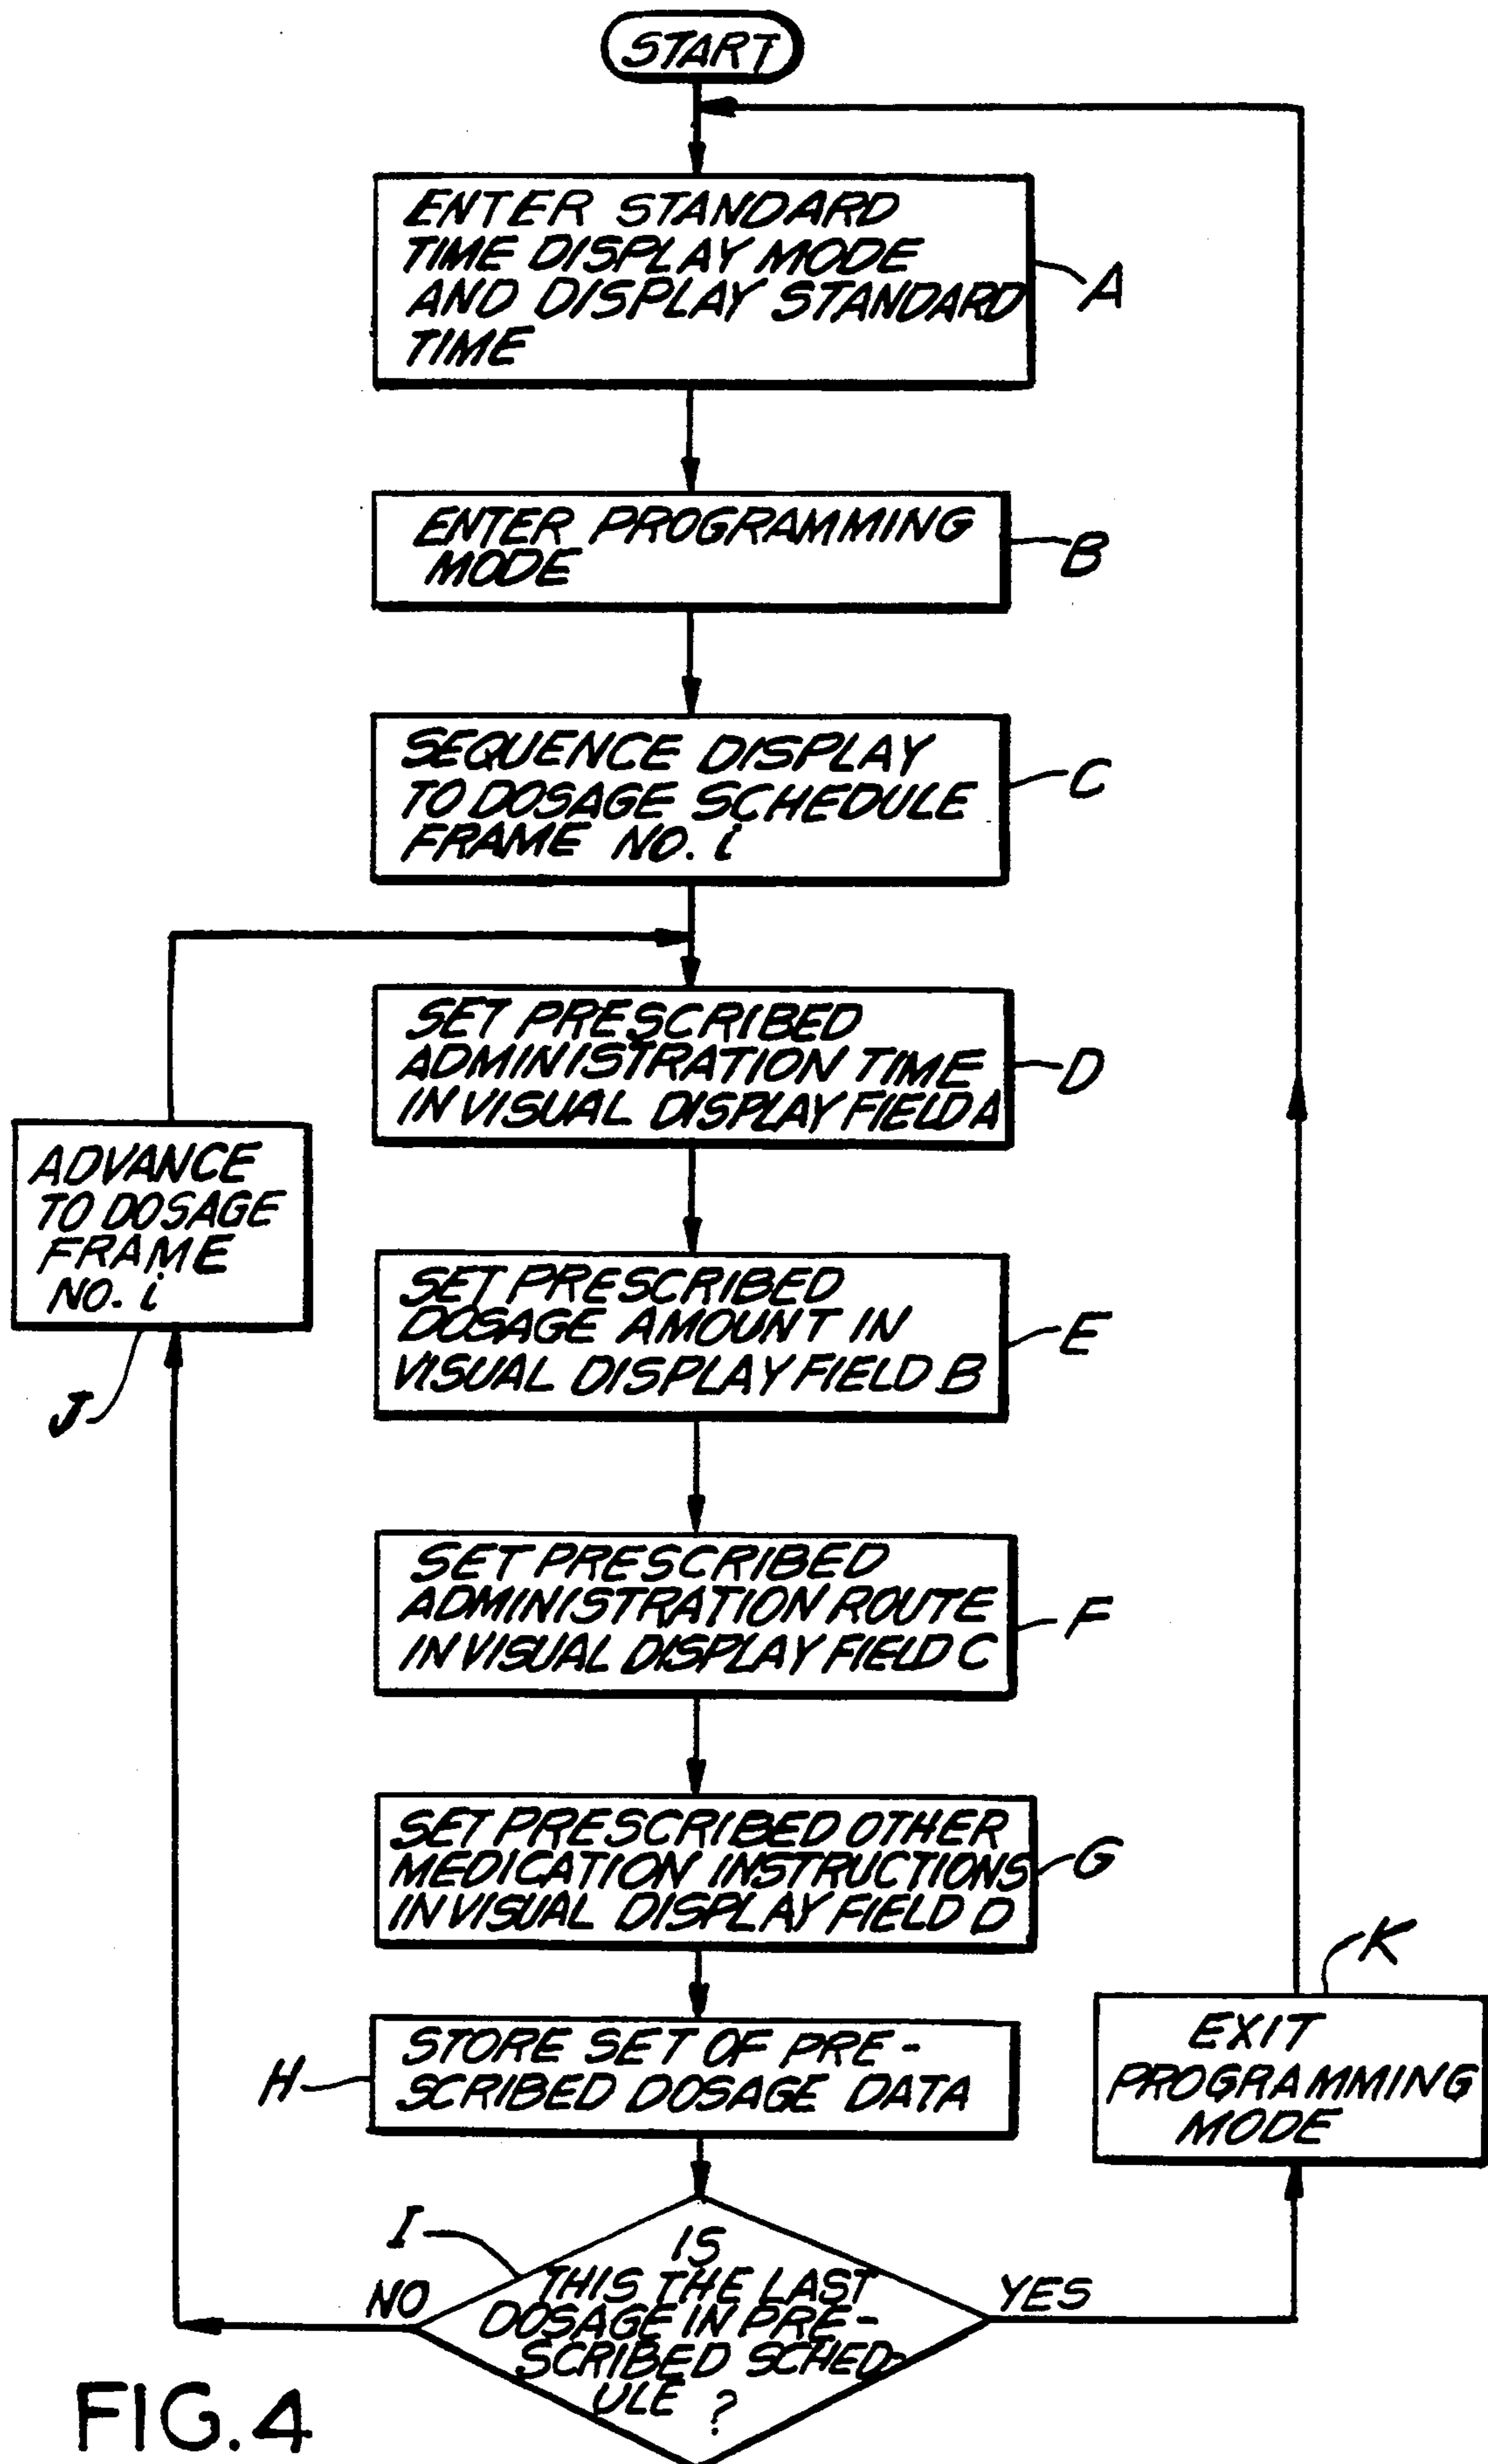 START
ENTER STANDARD
TIME DISPLAY MODE
AND DISPLAY STANDARD
TIME
A
ENTER PROGRAMMING
MODE
B
SEQUENCE DISPLAY
TO DOSAGE SCHEDULE
FRAME NO. i
C
SET PRESCRIBED
ADMINISTRATION TIME
IN VISUAL DISPLAY FIELD A
D
ADVANCE
TO DOSAGE
FRAME
NO. i
J
SET PRESCRIBED
DOSAGE AMOUNT IN
VISUAL DISPLAY FIELD B
E
SET PRESCRIBED
ADMINISTRATION ROUTE
IN VISUAL DISPLAY FIELD C
F
SET PRESCRIBED OTHER
MEDICATION INSTRUCTIONS
IN VISUAL DISPLAY FIELD D
G
STORE SET OF PRE-
SCRIBED DOSAGE DATA
H
K
EXIT
PROGRAMMING
MODE
I
IS
THIS THE LAST
DOSAGE IN PRE-
SCRIBED SCHED-
ULE ?
NO
YES
FIG. 4